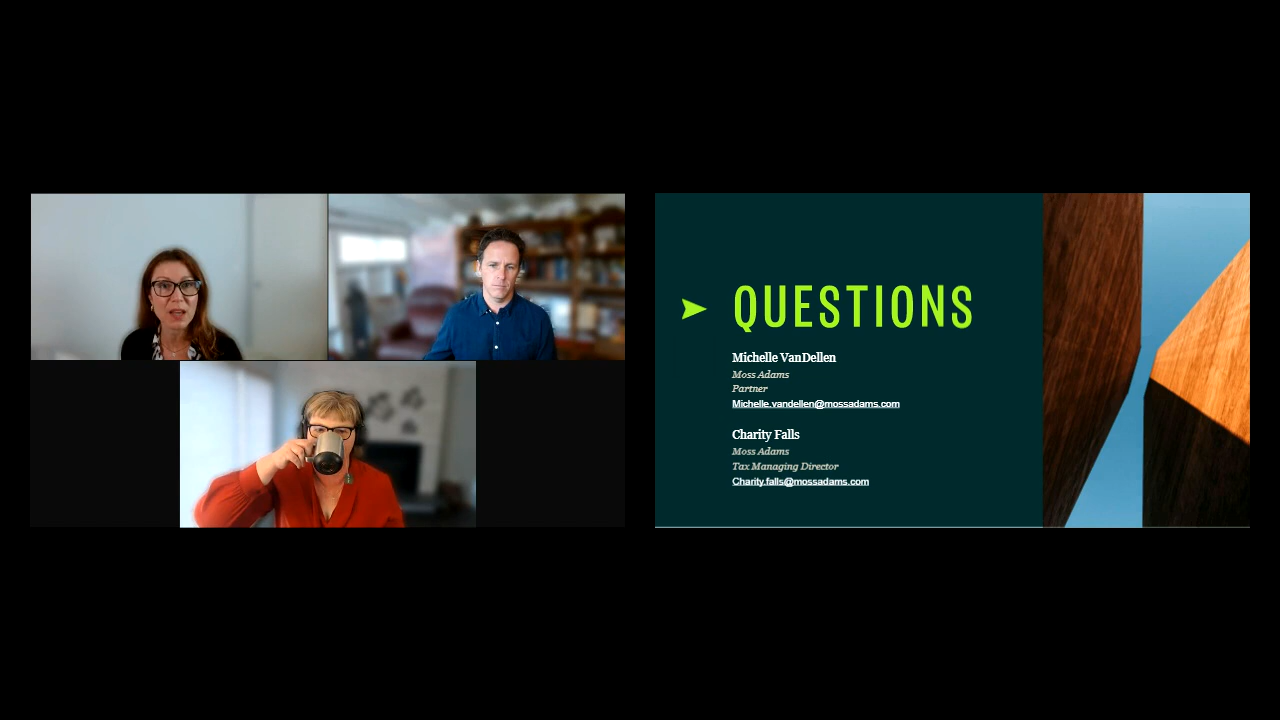 QUESTIONS
Michelle VanDellen
Moss Adams
Partner
Michelle.vandellen@mossadams.com
Charity Falls
Moss Adams
Tax Managing Director
Charity.falls@mossadams.com